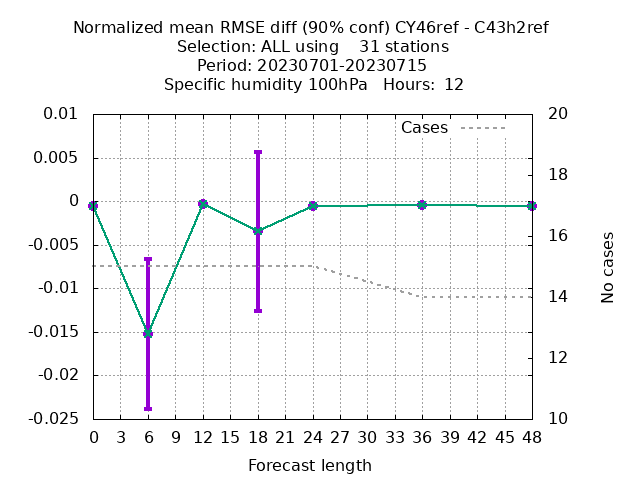 Normalized mean RMSE diff (90% conf) CY46ref - C43h2ref
Selection: ALL using    31 stations
Period: 20230701-20230715
Specific humidity 100hPa   Hours:  12
0.01
0.005
0
-0.005
-0.01
-0.015
-0.02
-0.025
Cases
20
18
16
14
12
10
No cases
0 3 6 9 12 15 18 21 24 27 30 33 36 39 42 45 48
Forecast length